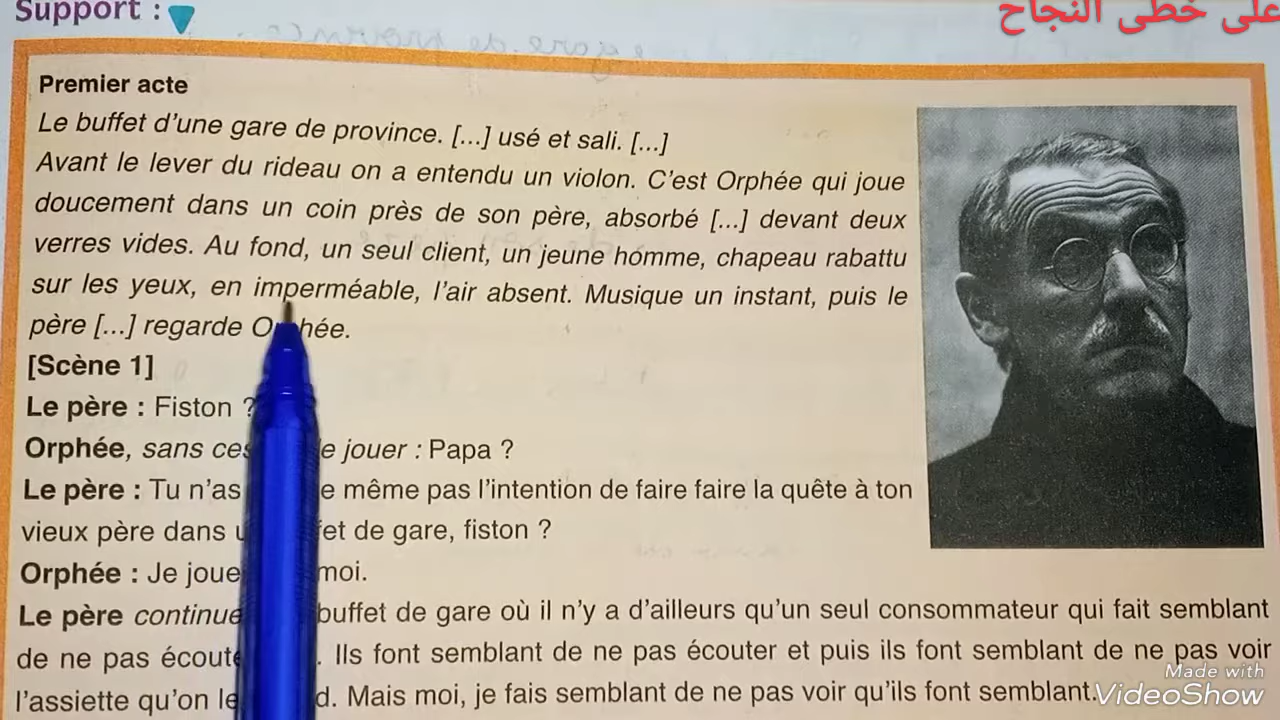 Support :
على خطى النجاح
Premier acte
Le buffet d'une gare de province. [...] usé et sali. [...]
Avant le lever du rideau on a entendu un violon. C'est Orphée qui joue
doucement dans un coin près de son père, absorbé [...] devant deux
verres vides. Au fond, un seul client, un jeune homme, chapeau rabattu
sur les yeux, en imperméable, l'air absent. Musique un instant, puis le
père [...] regarde Orphée.
[Scène 1]
Le père : Fiston ?
Orphée, sans ces e jouer : Papa ?
Le père : Tu n'as e même pas l'intention de faire faire la quête à ton
vieux père dans u fet de gare, fiston ?
Orphée : Je joue moi.
Le père continue buffet de gare où il n'y a d'ailleurs qu'un seul consommateur qui fait semblant
de ne pas écoute . Ils font semblant de ne pas écouter et puis ils font semblant de ne pas voir
l'assiette qu'on le d. Mais moi, je fais semblant de ne pas voir qu'ils font semblant.
Made with
VideoShow